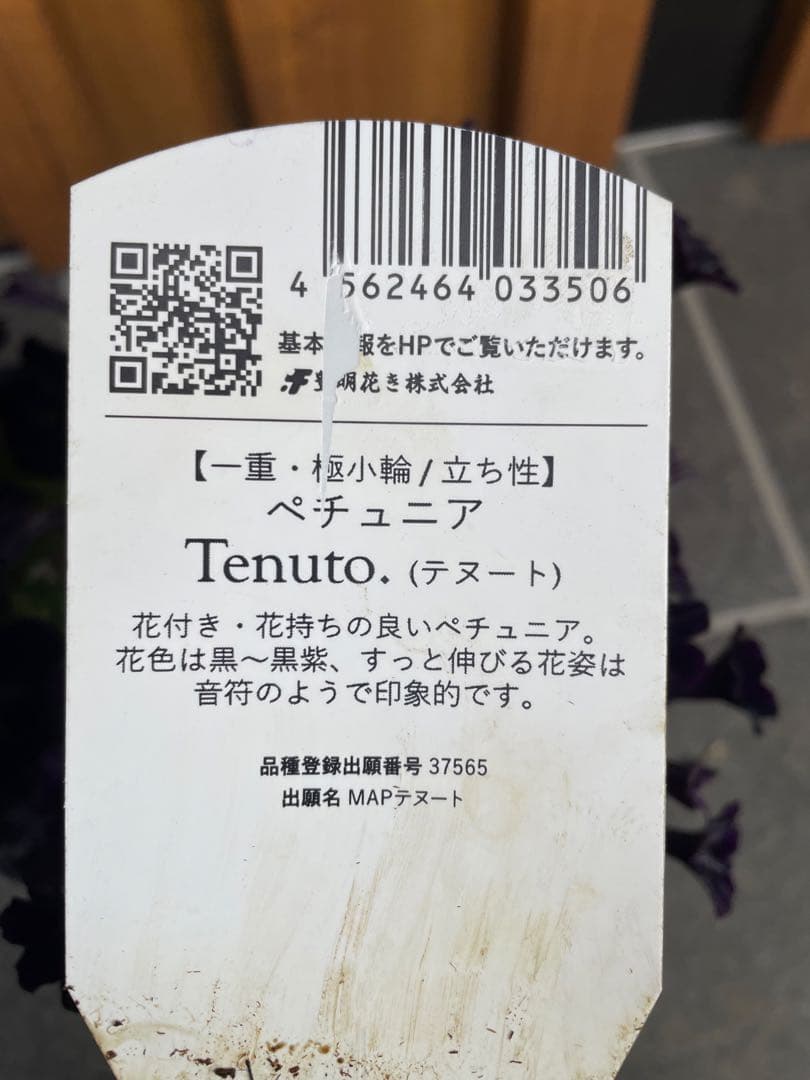 4 562464 033506
基本 報をHPでご覧いただけます。
豊明花き株式会社
【一重・極小輪/立ち性】
ペチュニア
Tenuto. (テヌート)
花付き・花持ちの良いペチュニア。
花色は黒〜黒紫、すっと伸びる花姿は
音符のようで印象的です。
品種登録出願番号 37565
出願名 MAPテヌート